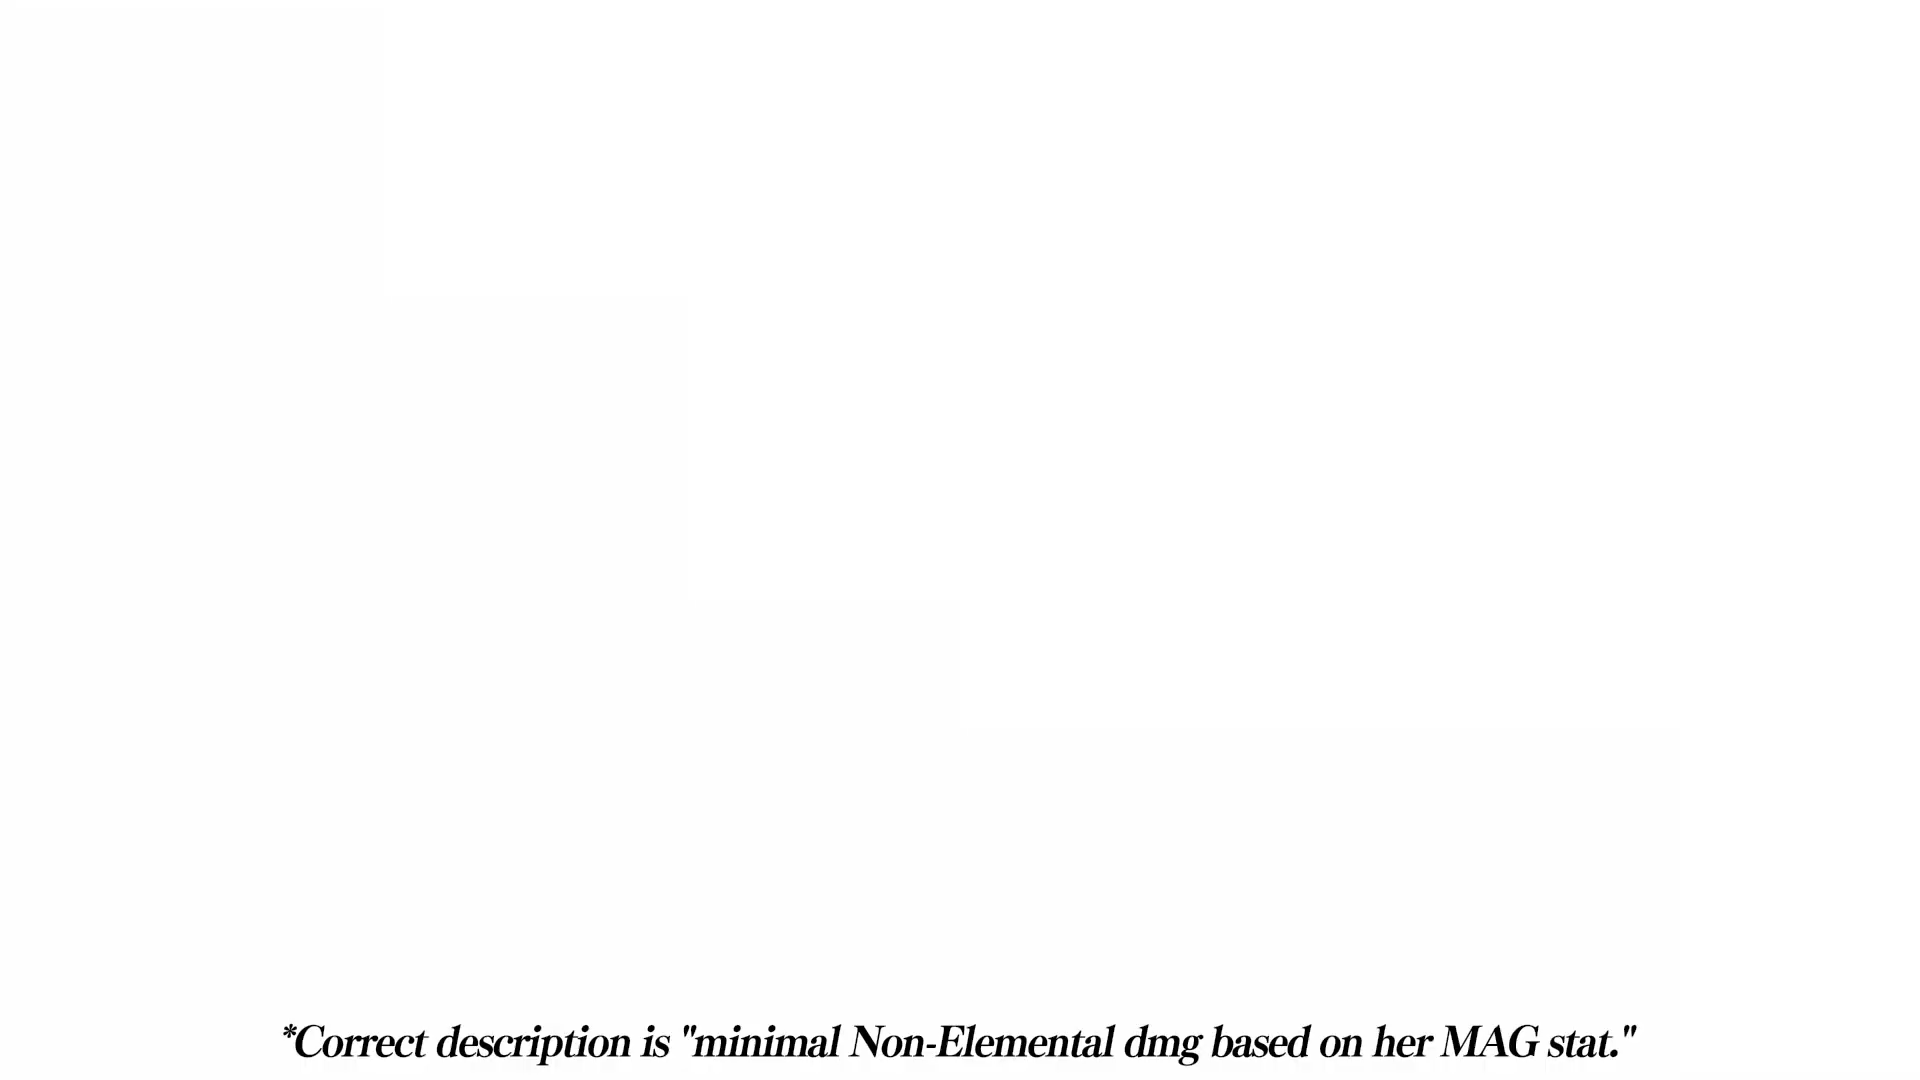 *Correct description is "minimal Non-Elemental dmg based on her MAG stat."